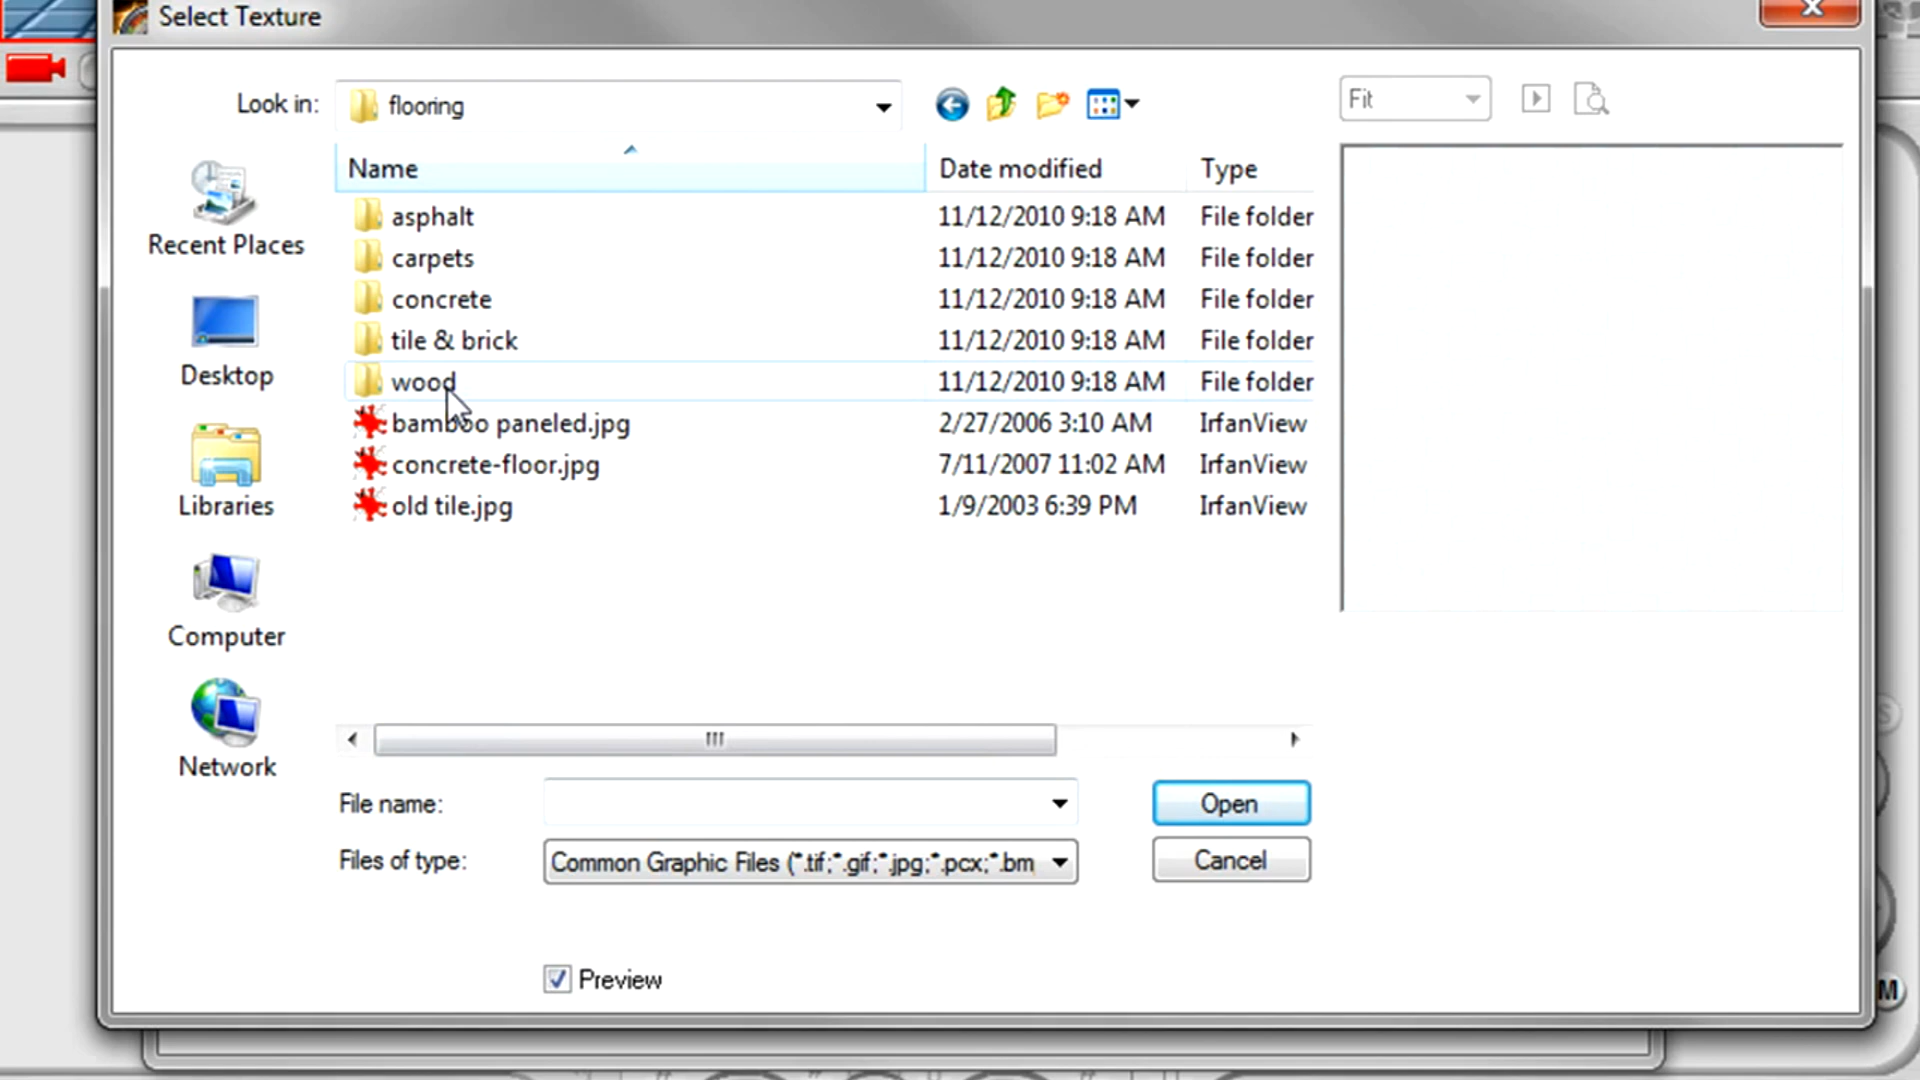 Select Texture
Look in: flooring
Fit
Name Date modified Type
asphalt 11/12/2010 9:18 AM File folder
carpets 11/12/2010 9:18 AM File folder
concrete 11/12/2010 9:18 AM File folder
tile & brick 11/12/2010 9:18 AM File folder
wood 11/12/2010 9:18 AM File folder
bamboo paneled.jpg 2/27/2006 3:10 AM IrfanView
concrete-floor.jpg 7/11/2007 11:02 AM IrfanView
old tile.jpg 1/9/2003 6:39 PM IrfanView
Recent Places
Desktop
Libraries
Computer
Network
File name:
Open
Files of type: Common Graphic Files (*.tif;*.gif;*.jpg;*.pcx;*.bm
Cancel
Preview
S
M